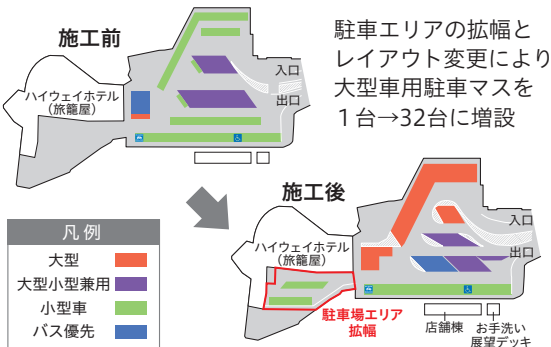 施工前
駐車エリアの拡幅と
レイアウト変更により
大型車用駐車マスを
1台→32台に増設
入口
出口
ハイウェイホテル
(旅籠屋)
施工後
入口
出口
ハイウェイホテル
(旅籠屋)
駐車場エリア
拡幅
店舗棟
お手洗い
展望デッキ
凡例
大型
大型小型兼用
小型車
バス優先